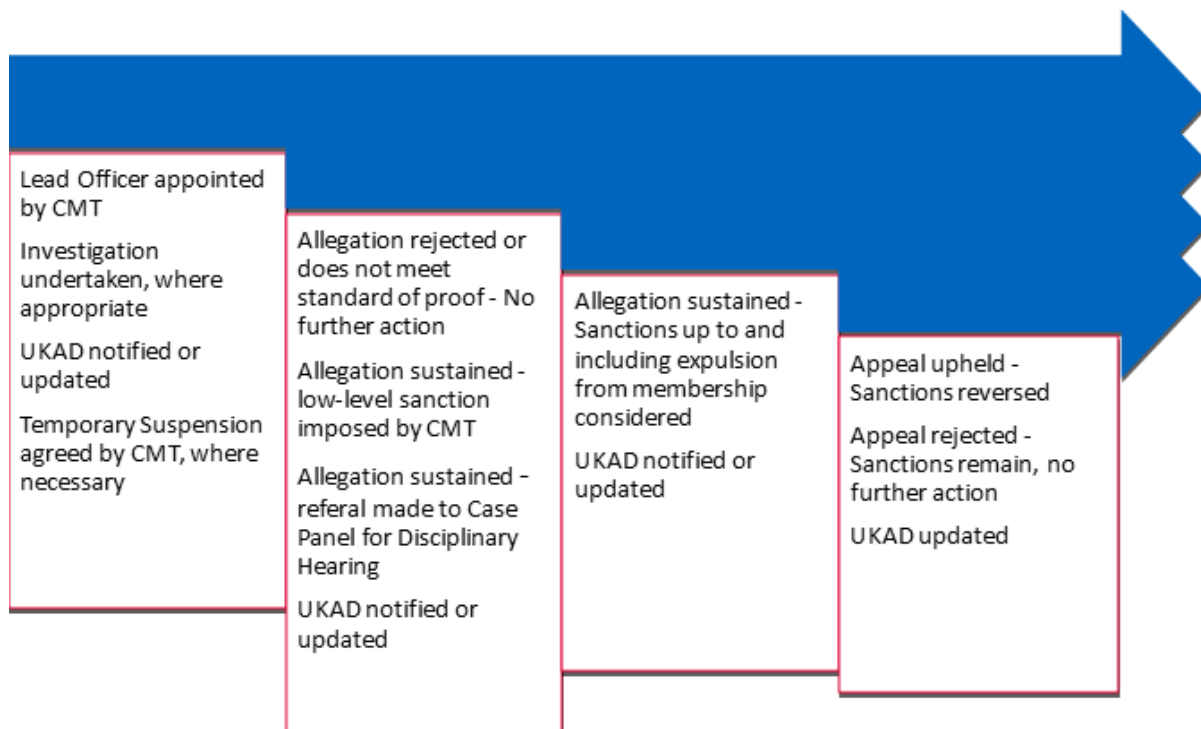 Lead Officer appointed
by CMT
Investigation
undertaken, where
appropriate
UKAD notified or
updated
Temporary Suspension
agreed by CMT, where
necessary
Allegation rejected or
does not meet
standard of proof - No
further action
Allegation sustained -
low-level sanction
imposed by CMT
Allegation sustained –
referal made to Case
Panel for Disciplinary
Hearing
UKAD notified or
updated
Allegation sustained -
Sanctions up to and
including expulsion
from membership
considered
UKAD notified or
updated
Appeal upheld -
Sanctions reversed
Appeal rejected -
Sanctions remain, no
further action
UKAD updated